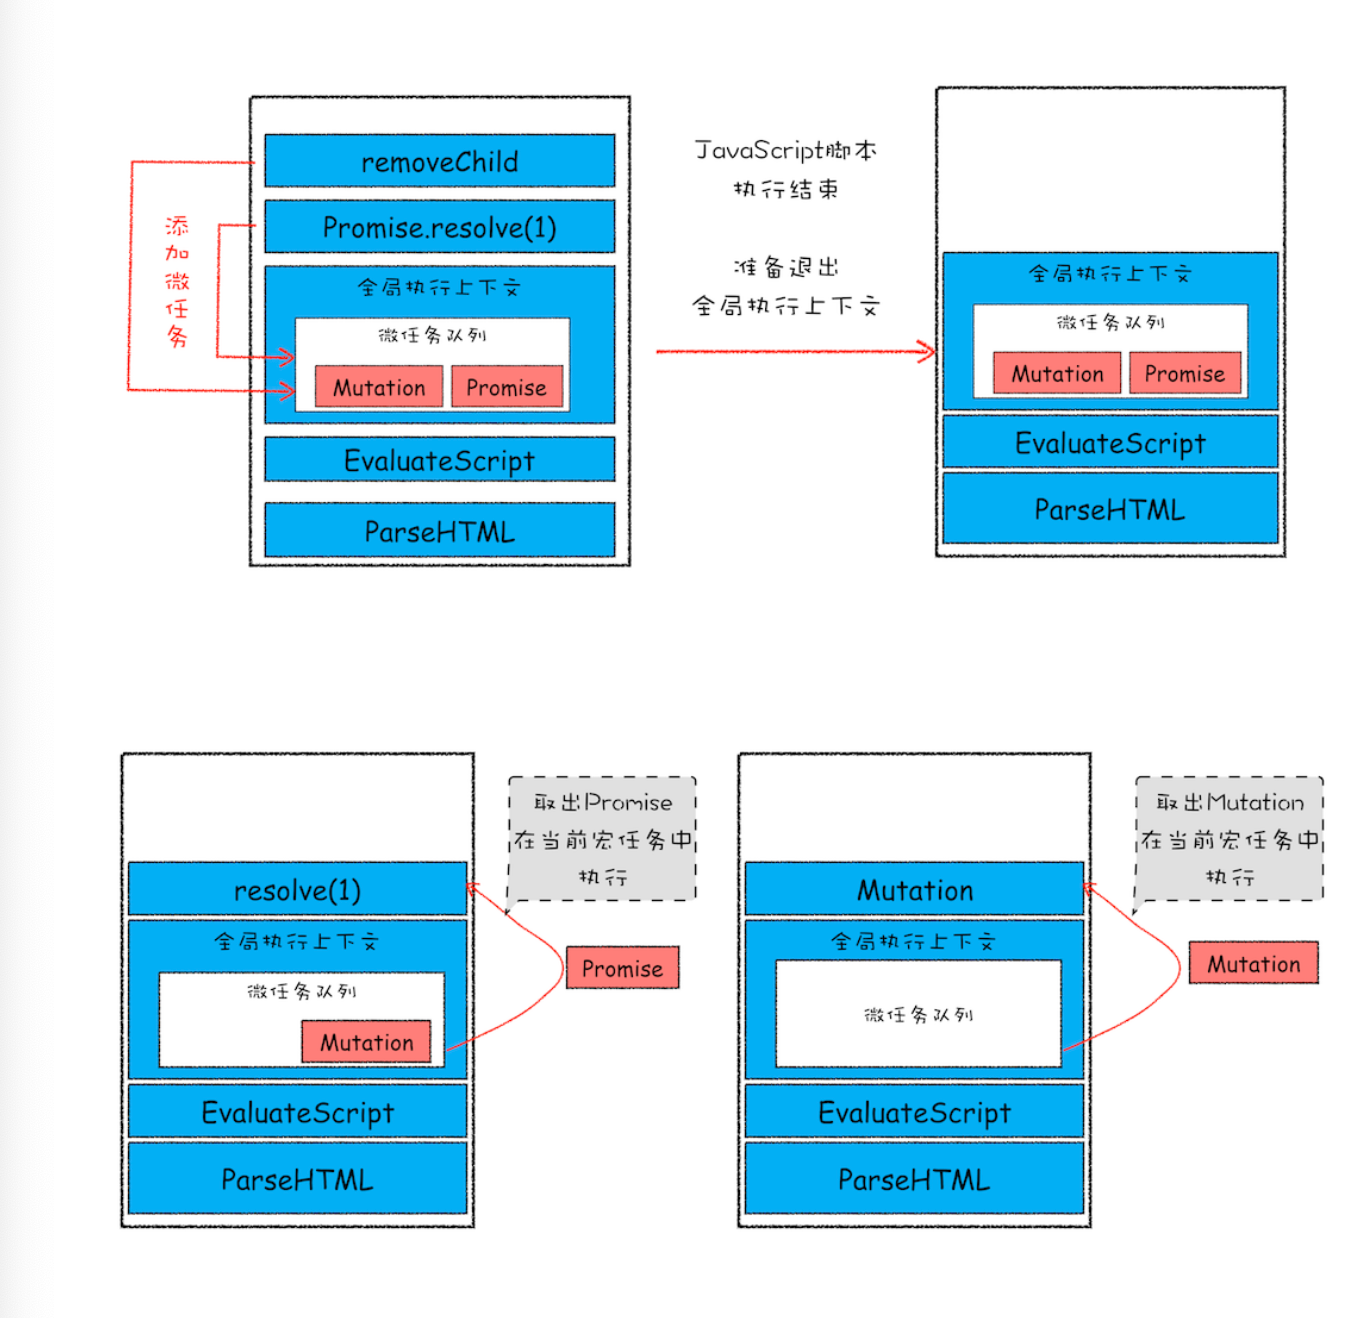 removeChild
Promise.resolve(1)
添
加
微
任
务
全局执行上下文
微任务队列
Mutation
Promise
EvaluateScript
ParseHTML
JavaScript脚本
执行结束
准备退出
全局执行上下文
全局执行上下文
微任务队列
Mutation
Promise
EvaluateScript
ParseHTML
resolve(1)
全局执行上下文
微任务队列
Mutation
EvaluateScript
ParseHTML
取出Promise
在当前宏任务中
执行
Promise
Mutation
全局执行上下文
微任务队列
EvaluateScript
ParseHTML
取出Mutation
在当前宏任务中
执行
Mutation